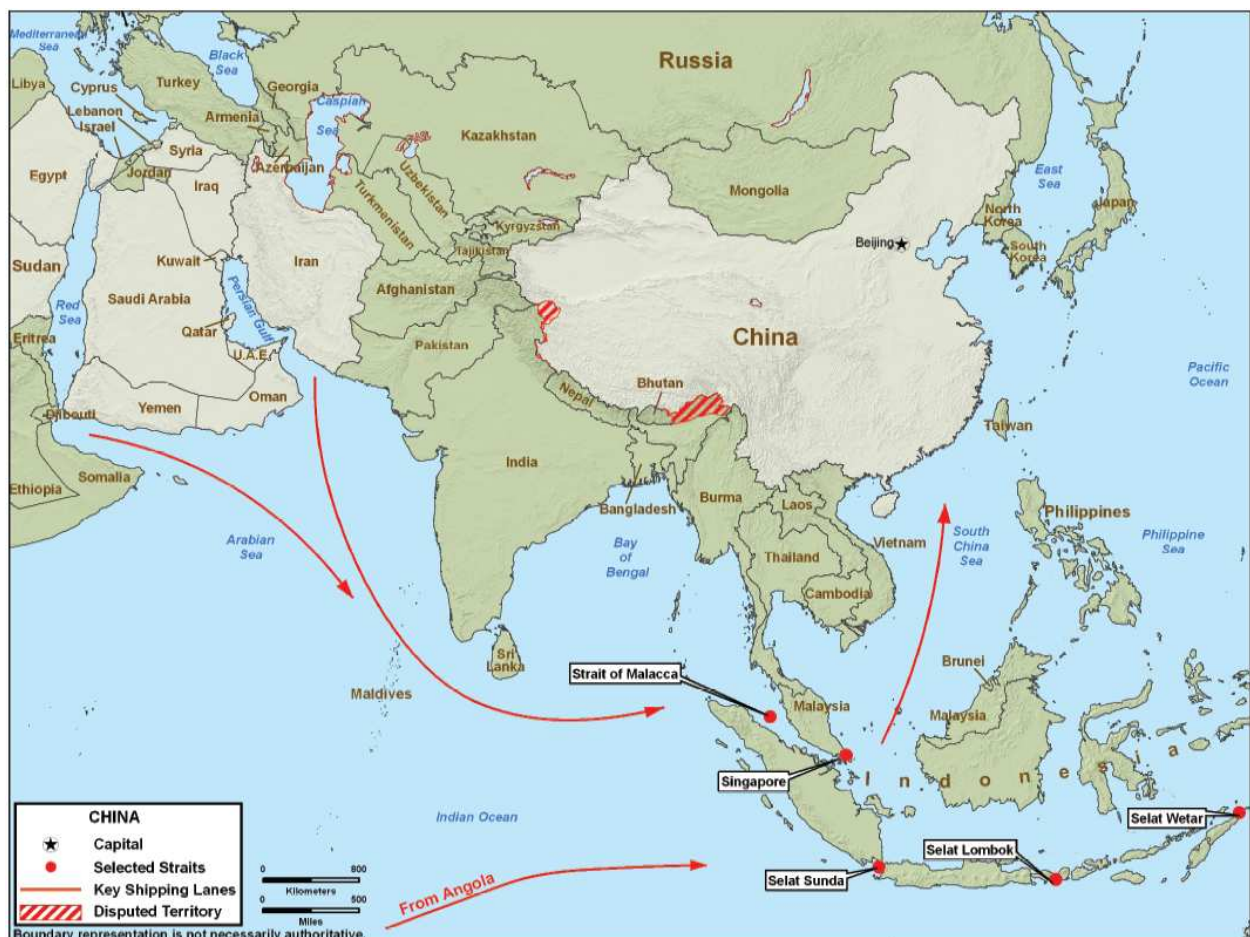 Mediterranean
Sea
Black
Sea
Russia
Libya
Turkey
Georgia
Cyprus
Caspian
Sea
Lebanon
Armenia
Kazakhstan
Israel
Syria
Azerbaijan
Uzbekistan
East
Sea
Egypt
Jordan
Iraq
Turkmenistan
Mongolia
Kyrgyzstan
North
Korea
Japan
Beijing
South
Korea
Tajikistan
Kuwait
Iran
Sudan
Saudi Arabia
Afghanistan
Red
Sea
Persian Gulf
Qatar
China
Eritrea
Pakistan
U.A.E.
Pacific
Ocean
Nepal
Bhutan
Oman
Yemen
Djibouti
Taiwan
India
Somalia
Ethiopia
Burma
Laos
Bangladesh
Philippines
Arabian
Sea
Bay
of
Bengal
Vietnam
South
China
Sea
Philippine
Sea
Thailand
Cambodia
Sri
Lanka
Brunei
Strait of Malacca
Maldives
Malaysia
Malaysia
Singapore
Indonesia
Selat Wetar
Indian Ocean
Selat Lombok
Selat Sunda
From Angola
CHINA
Capital
Selected Straits
Key Shipping Lanes
Disputed Territory
0 800
Kilometers
0 500
Miles
Boundary representation is not necessarily authoritative.